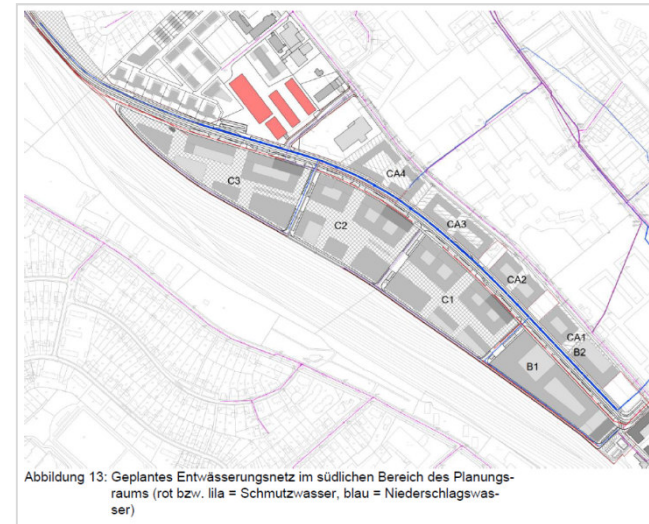 CA4
C3
CA3
C2
CA2
C1
CA1
B2
B1
Abbildung 13: Geplantes Entwässerungsnetz im südlichen Bereich des Planungs-
raums (rot bzw. lila = Schmutzwasser, blau = Niederschlagswas-
ser)